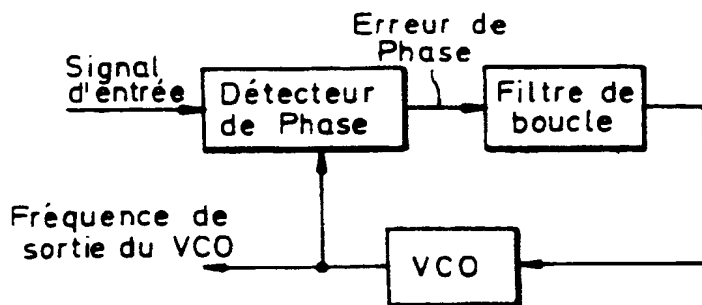 Signal
d'entrée
Détecteur
de Phase
Erreur de
Phase
Filtre de
boucle
Fréquence de
sortie du VCO
VCO